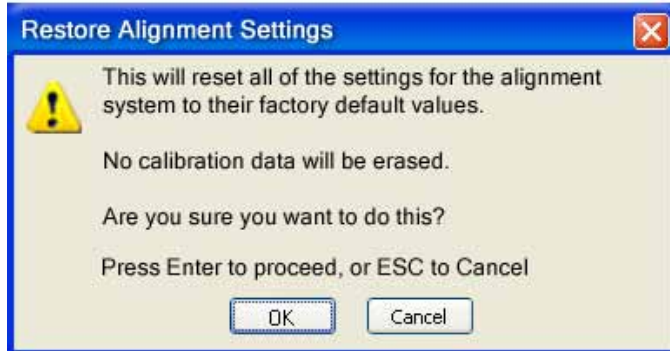 Restore Alignment Settings
This will reset all of the settings for the alignment
system to their factory default values.
No calibration data will be erased.
Are you sure you want to do this?
Press Enter to proceed, or ESC to Cancel
OK
Cancel